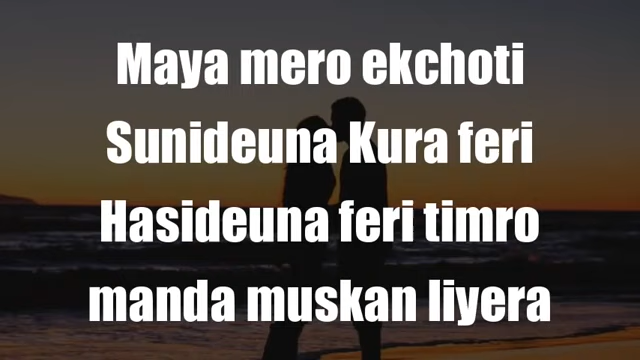 Maya mero ekchoti
Sunideuna Kura feri
Hasideuna feri timro
manda muskan liyera